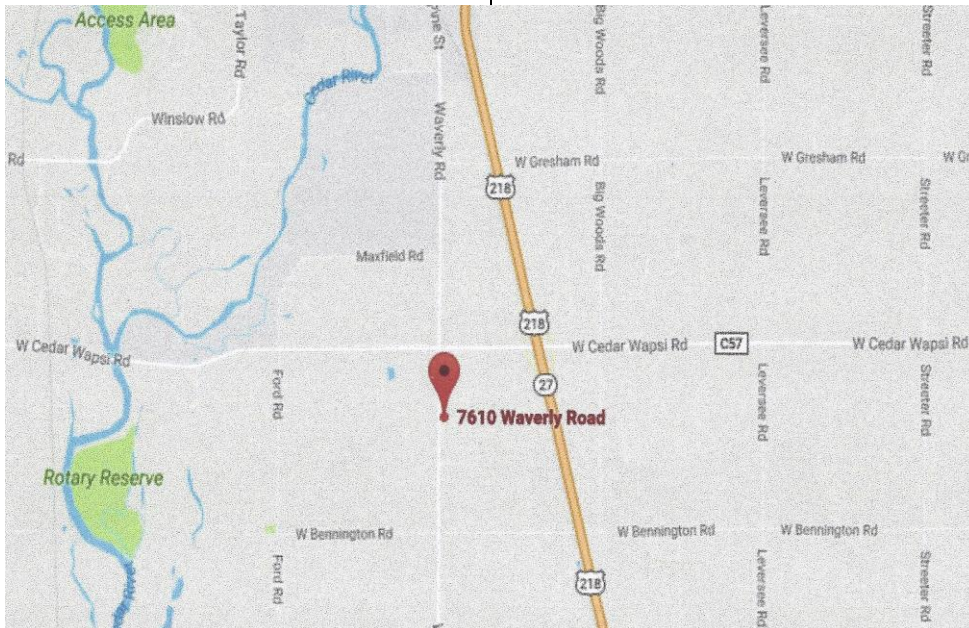 Access Area
Taylor Rd
Cedar River
Waverly Rd
Big Woods Rd
Leversee Rd
Streeter Rd
Winslow Rd
Rd
W Gresham Rd
W Gresham Rd
218
Big Woods Rd
Leversee Rd
Streeter Rd
Maxfield Rd
218
W Cedar Wapsi Rd
W Cedar Wapsi Rd
C57
W Cedar Wapsi Rd
27
Ford Rd
Leversee Rd
Streeter Rd
7610 Waverly Road
Rotary Reserve
W Bennington Rd
W Bennington Rd
W Bennington Rd
Ford Rd
218
Leversee Rd
Streeter Rd